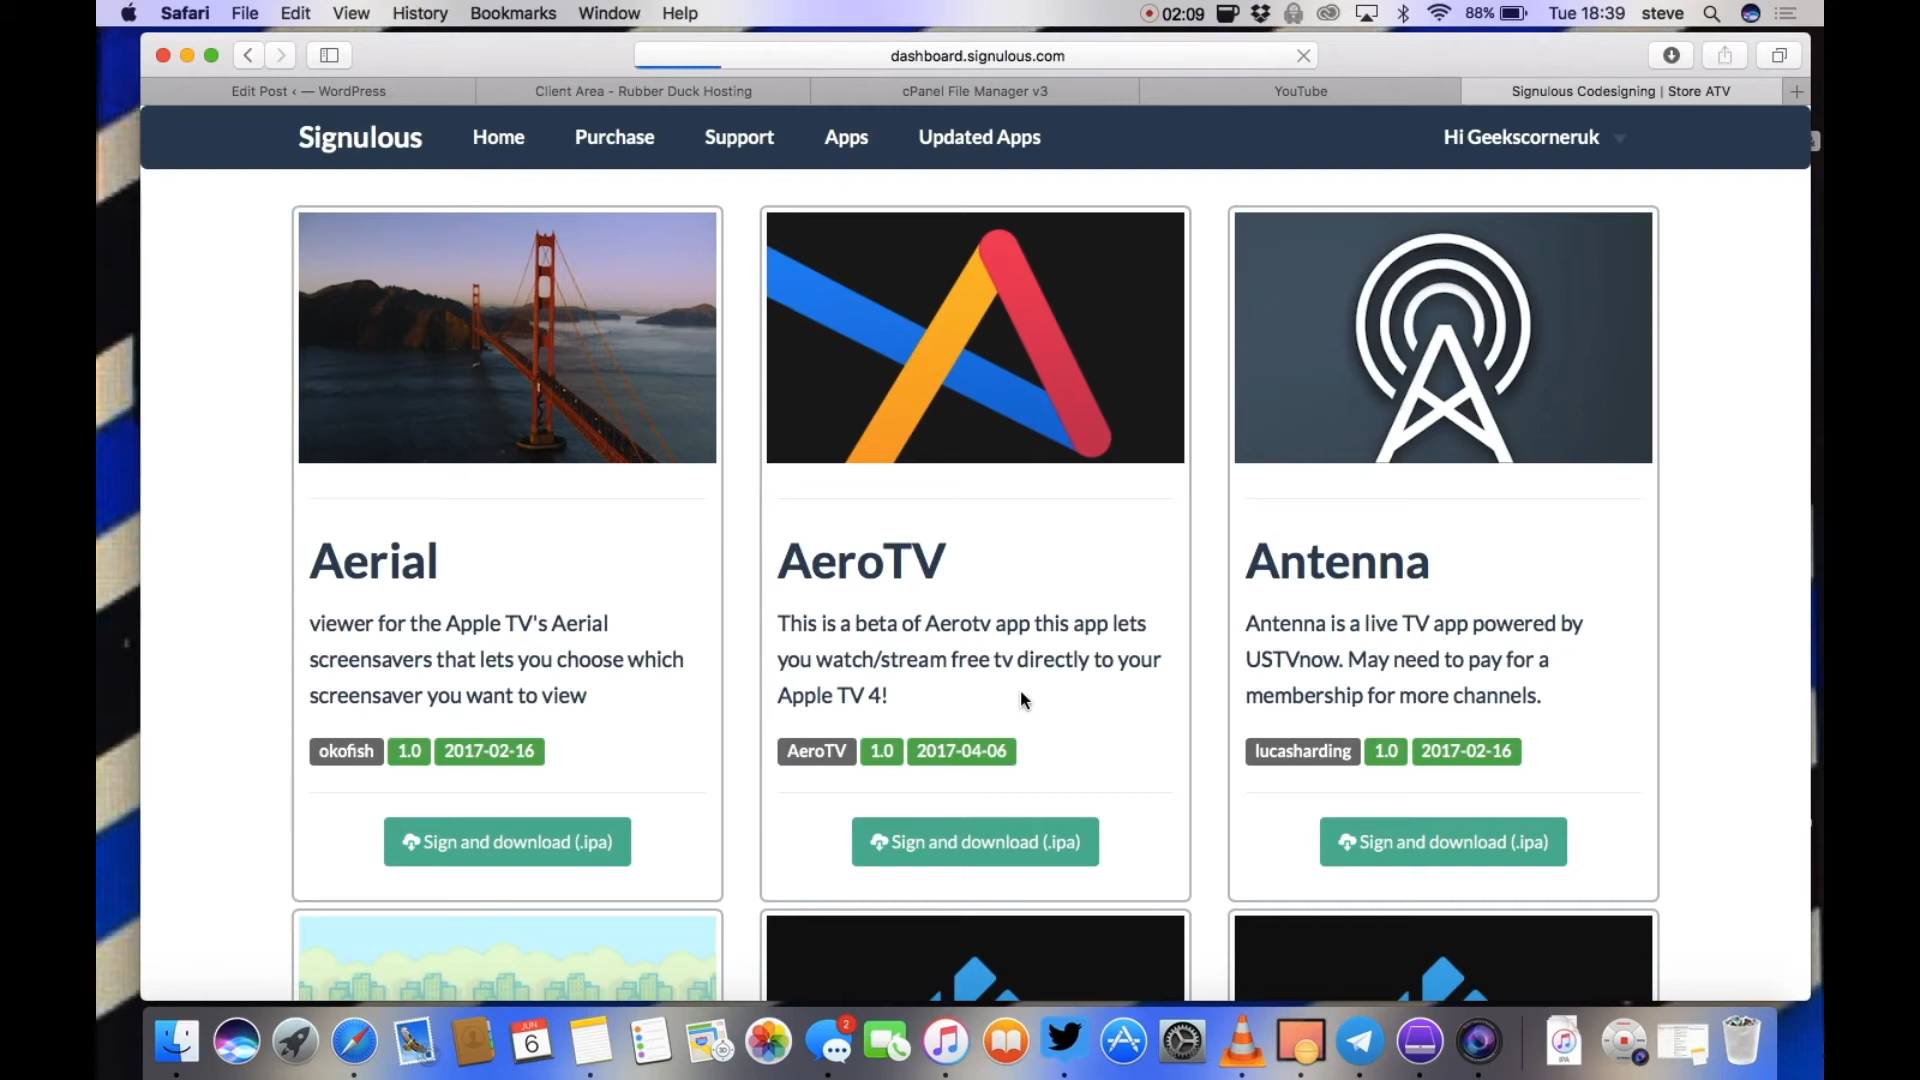 Safari File Edit View History Bookmarks Window Help 02:09 88% Tue 18:39 steve
dashboard.signulous.com
Edit Post ‹ — WordPress Client Area - Rubber Duck Hosting cPanel File Manager v3 YouTube Signulous Codesigning | Store ATV
Signulous Home Purchase Support Apps Updated Apps Hi Geekscorneruk
Aerial
viewer for the Apple TV's Aerial
screensavers that lets you choose which
screensaver you want to view
okofish 1.0 2017-02-16
Sign and download (.ipa)
AeroTV
This is a beta of Aerotv app this app lets
you watch/stream free tv directly to your
Apple TV 4!
AeroTV 1.0 2017-04-06
Sign and download (.ipa)
Antenna
Antenna is a live TV app powered by
USTVnow. May need to pay for a
membership for more channels.
lucasharding 1.0 2017-02-16
Sign and download (.ipa)
JUN
6
3D
2
IPA